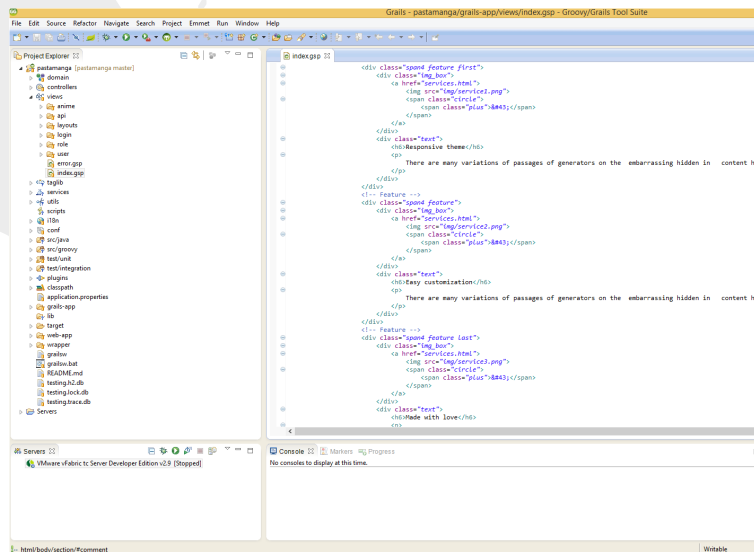 Grails - pastamanga/grails-app/views/index.gsp - Groovy/Grails Tool Suite
File Edit Source Refactor Navigate Search Project Emmet Run Window Help
Project Explorer
pastamanga [pastamanga master]
domain
controllers
views
anime
api
layouts
login
role
user
error.gsp
index.gsp
taglib
services
utils
scripts
i18n
conf
src/java
src/groovy
test/unit
test/integration
plugins
classpath
application.properties
grails-app
lib
target
web-app
wrapper
grailsw
grailsw.bat
README.md
testing.h2.db
testing.lock.db
testing.trace.db
Servers
index.gsp
<div class="span4 feature first">
<div class="img_box">
<a href="services.html">
<img src="img/service1.png">
<span class="circle">
<span class="plus">&#43;</span>
</span>
</a>
</div>
<div class="text">
<h6>Responsive theme</h6>
<p>
There are many variations of passages of generators on the embarrassing hidden in content h
</p>
</div>
</div>
<!-- Feature -->
<div class="span4 feature">
<div class="img_box">
<a href="services.html">
<img src="img/service2.png">
<span class="circle">
<span class="plus">&#43;</span>
</span>
</a>
</div>
<div class="text">
<h6>Easy customization</h6>
<p>
There are many variations of passages of generators on the embarrassing hidden in content h
</p>
</div>
</div>
<!-- Feature -->
<div class="span4 feature last">
<div class="img_box">
<a href="services.html">
<img src="img/service3.png">
<span class="circle">
<span class="plus">&#43;</span>
</span>
</a>
</div>
<div class="text">
<h6>Made with love</h6>
<p>
Servers
VMware vFabric tc Server Developer Edition v2.9 [Stopped]
Console Markers Progress
No consoles to display at this time.
html/body/section/#comment
Writable